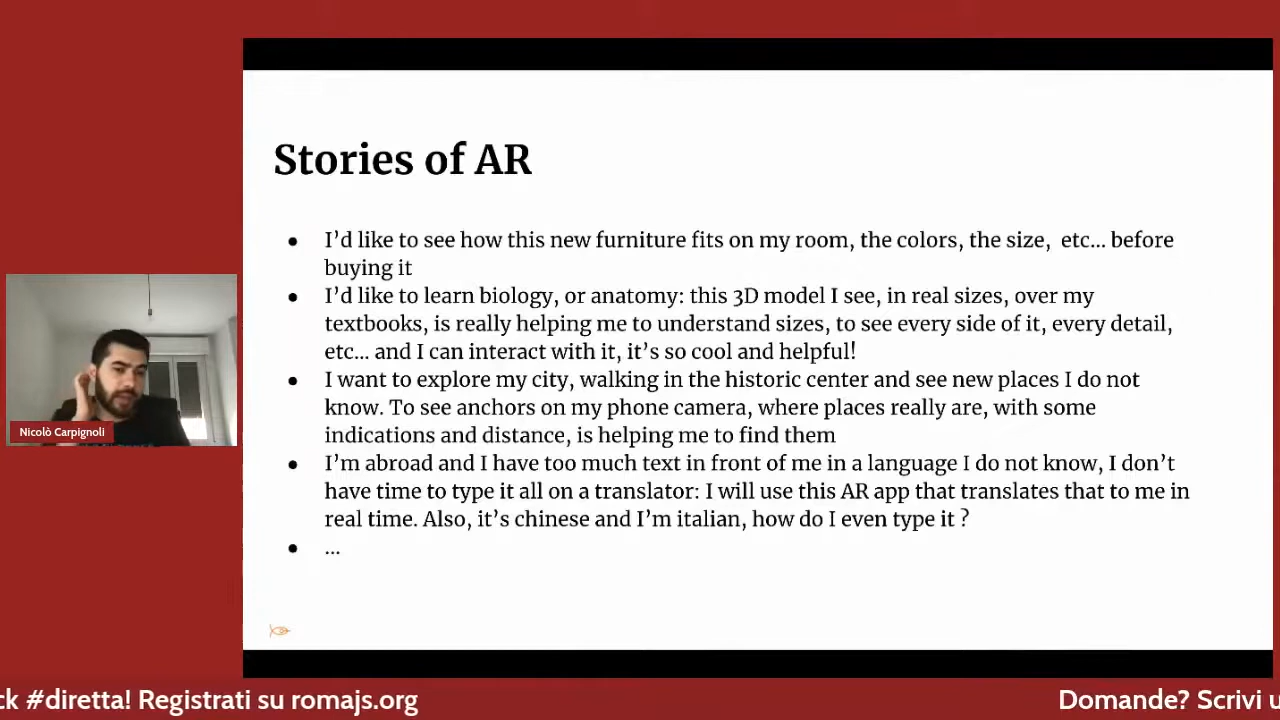 Stories of AR
● I’d like to see how this new furniture fits on my room, the colors, the size,  etc… before
buying it
● I’d like to learn biology, or anatomy: this 3D model I see, in real sizes, over my
textbooks, is really helping me to understand sizes, to see every side of it, every detail,
etc… and I can interact with it, it’s so cool and helpful!
● I want to explore my city, walking in the historic center and see new places I do not
know. To see anchors on my phone camera, where places really are, with some
indications and distance, is helping me to find them
● I’m abroad and I have too much text in front of me in a language I do not know, I don’t
have time to type it all on a translator: I will use this AR app that translates that to me in
real time. Also, it’s chinese and I’m italian, how do I even type it ?
● …
Nicolò Carpignoli
ck #diretta! Registrati su romajs.org
Domande? Scrivi u